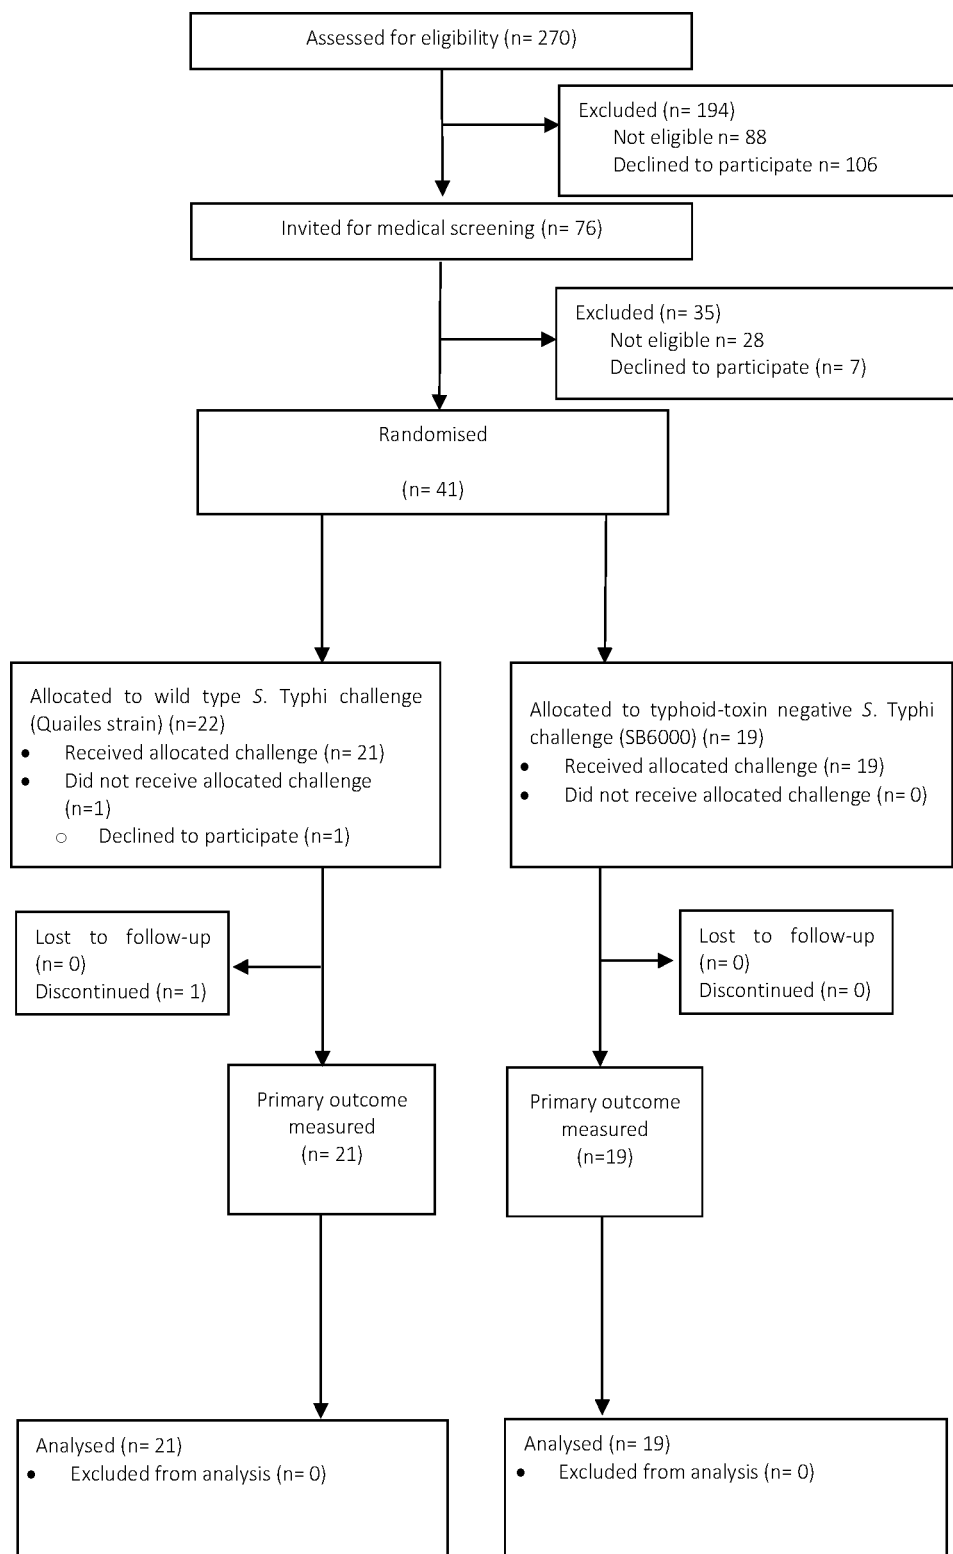 Assessed for eligibility (n= 270)
Excluded (n= 194)
Not eligible n= 88
Declined to participate n= 106
Invited for medical screening (n= 76)
Excluded (n= 35)
Not eligible n= 28
Declined to participate (n= 7)
Randomised
(n= 41)
Allocated to wild type S. Typhi challenge
(Quailes strain) (n=22)
• Received allocated challenge (n= 21)
• Did not receive allocated challenge
(n=1)
○ Declined to participate (n=1)
Allocated to typhoid-toxin negative S. Typhi
challenge (SB6000) (n= 19)
• Received allocated challenge (n= 19)
• Did not receive allocated challenge (n= 0)
Lost to follow-up
(n= 0)
Discontinued (n= 1)
Lost to follow-up
(n= 0)
Discontinued (n= 0)
Primary outcome
measured
(n= 21)
Primary outcome
measured
(n=19)
Analysed (n= 21)
• Excluded from analysis (n= 0)
Analysed (n= 19)
• Excluded from analysis (n= 0)